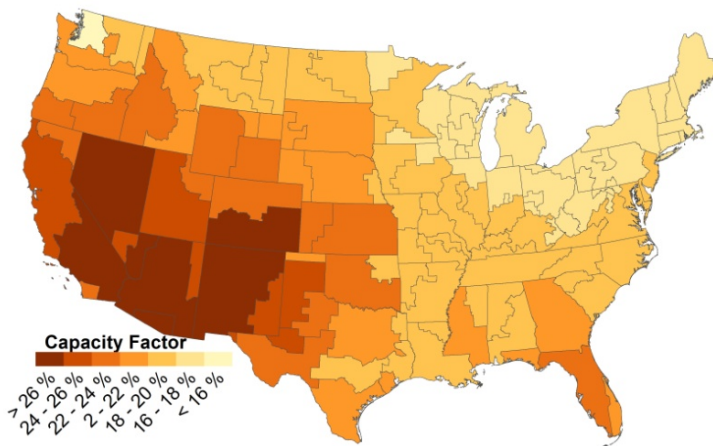 Capacity Factor
> 26 %
24 - 26 %
22 - 24 %
2 - 22 %
18 - 20 %
16 - 18 %
< 16 %